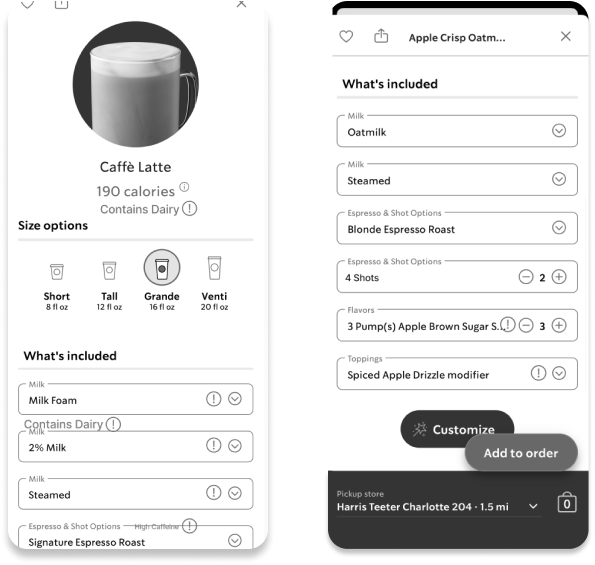 Caffè Latte
190 calories
Contains Dairy
Size options
Short
8 fl oz
Tall
12 fl oz
Grande
16 fl oz
Venti
20 fl oz
What's included
Milk
Milk Foam
Contains Dairy
Milk
2% Milk
Milk
Steamed
Espresso & Shot Options
High Caffeine
Signature Espresso Roast
Apple Crisp Oatm...
What's included
Milk
Oatmilk
Milk
Steamed
Espresso & Shot Options
Blonde Espresso Roast
Espresso & Shot Options
4 Shots
2
Flavors
3 Pump(s) Apple Brown Sugar S...
3
Toppings
Spiced Apple Drizzle modifier
Customize
Add to order
Pickup store
Harris Teeter Charlotte 204 · 1.5 mi
0